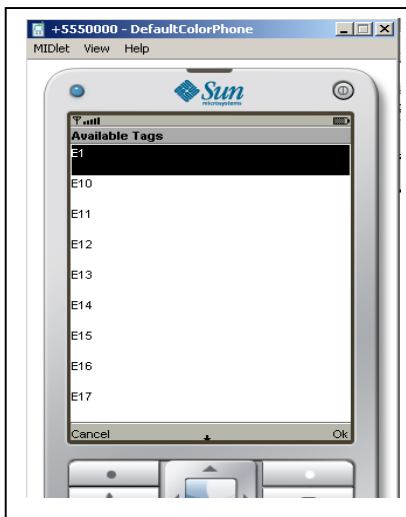 +5550000 - DefaultColorPhone
MIDlet View Help
Sun
microsystems
Available Tags
E1
E10
E11
E12
E13
E14
E15
E16
E17
Cancel Ok